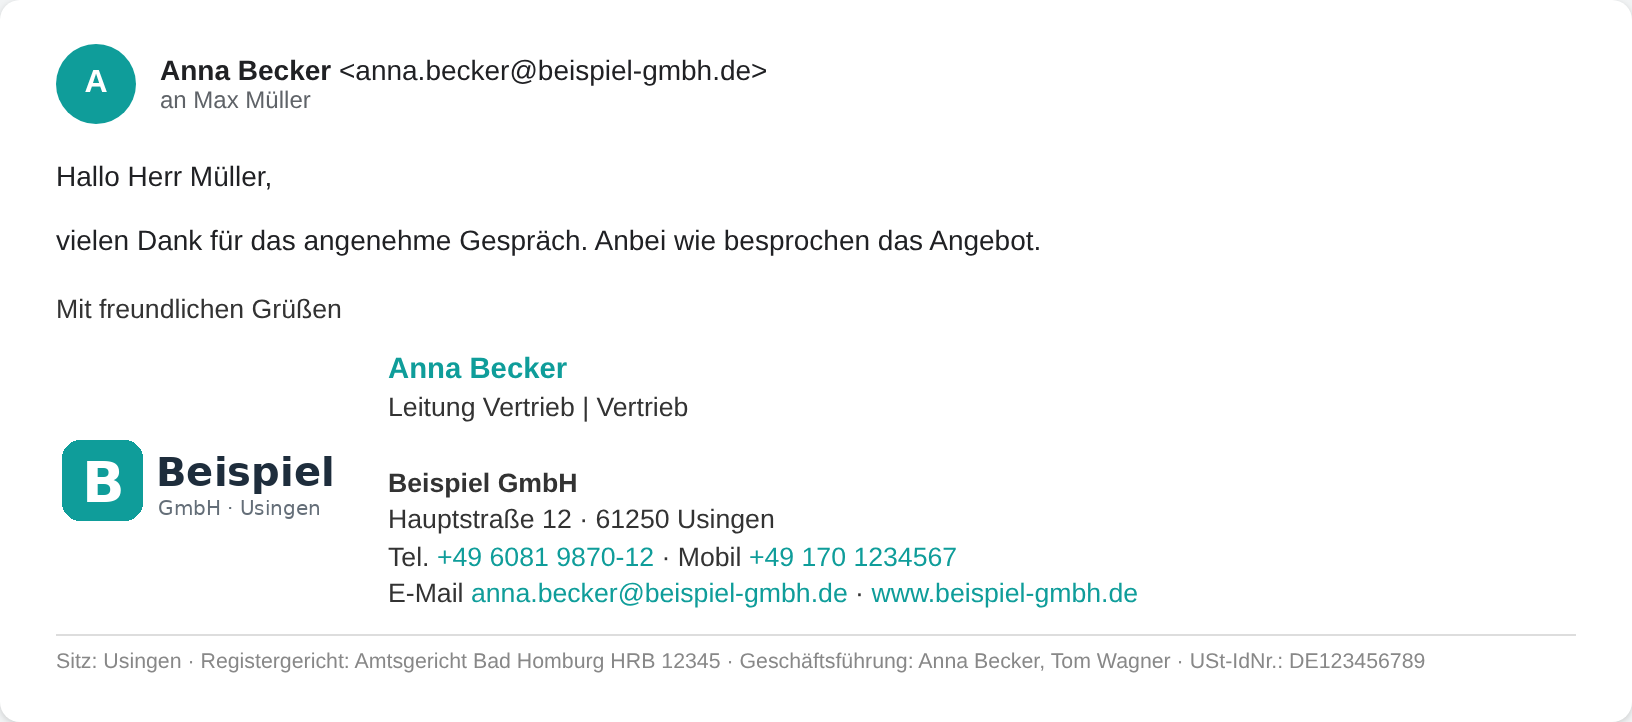 A
Anna Becker <anna.becker@beispiel-gmbh.de>
an Max Müller
Hallo Herr Müller,
vielen Dank für das angenehme Gespräch. Anbei wie besprochen das Angebot.
Mit freundlichen Grüßen
B
Beispiel
GmbH · Usingen
Anna Becker
Leitung Vertrieb | Vertrieb
Beispiel GmbH
Hauptstraße 12 · 61250 Usingen
Tel. +49 6081 9870-12 · Mobil +49 170 1234567
E-Mail anna.becker@beispiel-gmbh.de · www.beispiel-gmbh.de
Sitz: Usingen · Registergericht: Amtsgericht Bad Homburg HRB 12345 · Geschäftsführung: Anna Becker, Tom Wagner · USt-IdNr.: DE123456789